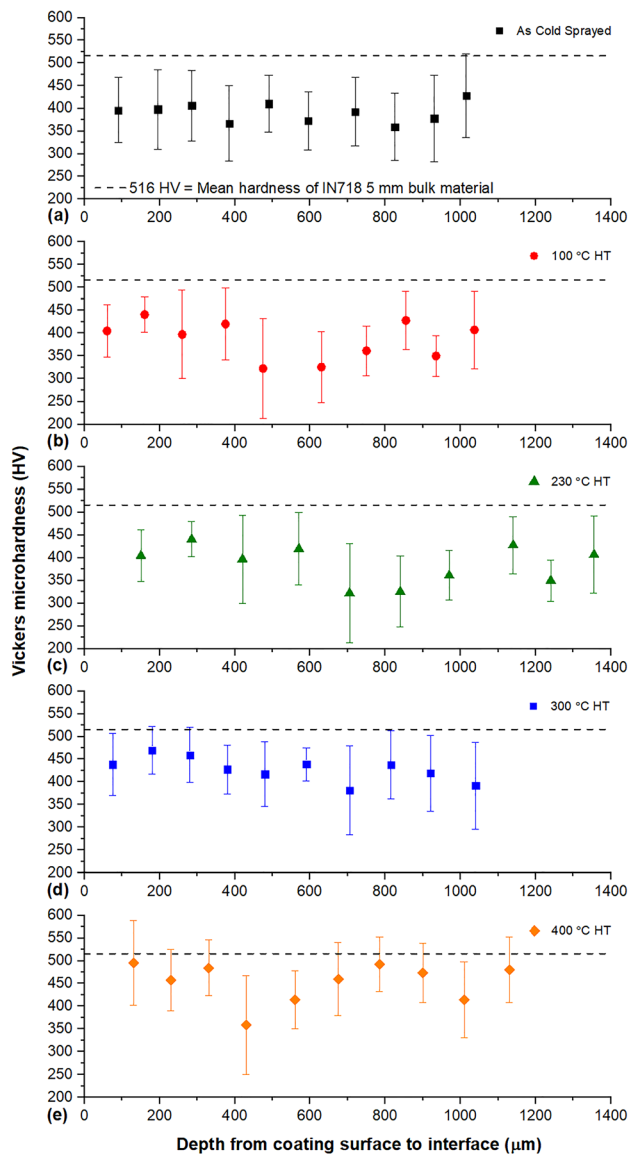 Vickers microhardness (HV)
600
550
500
450
400
350
300
250
200
As Cold Sprayed
516 HV = Mean hardness of IN718 5 mm bulk material
(a)
0 200 400 600 800 1000 1200 1400
600
550
500
450
400
350
300
250
200
100 °C HT
(b)
0 200 400 600 800 1000 1200 1400
600
550
500
450
400
350
300
250
200
230 °C HT
(c)
0 200 400 600 800 1000 1200 1400
600
550
500
450
400
350
300
250
200
300 °C HT
(d)
0 200 400 600 800 1000 1200 1400
600
550
500
450
400
350
300
250
200
400 °C HT
(e)
0 200 400 600 800 1000 1200 1400
Depth from coating surface to interface (μm)